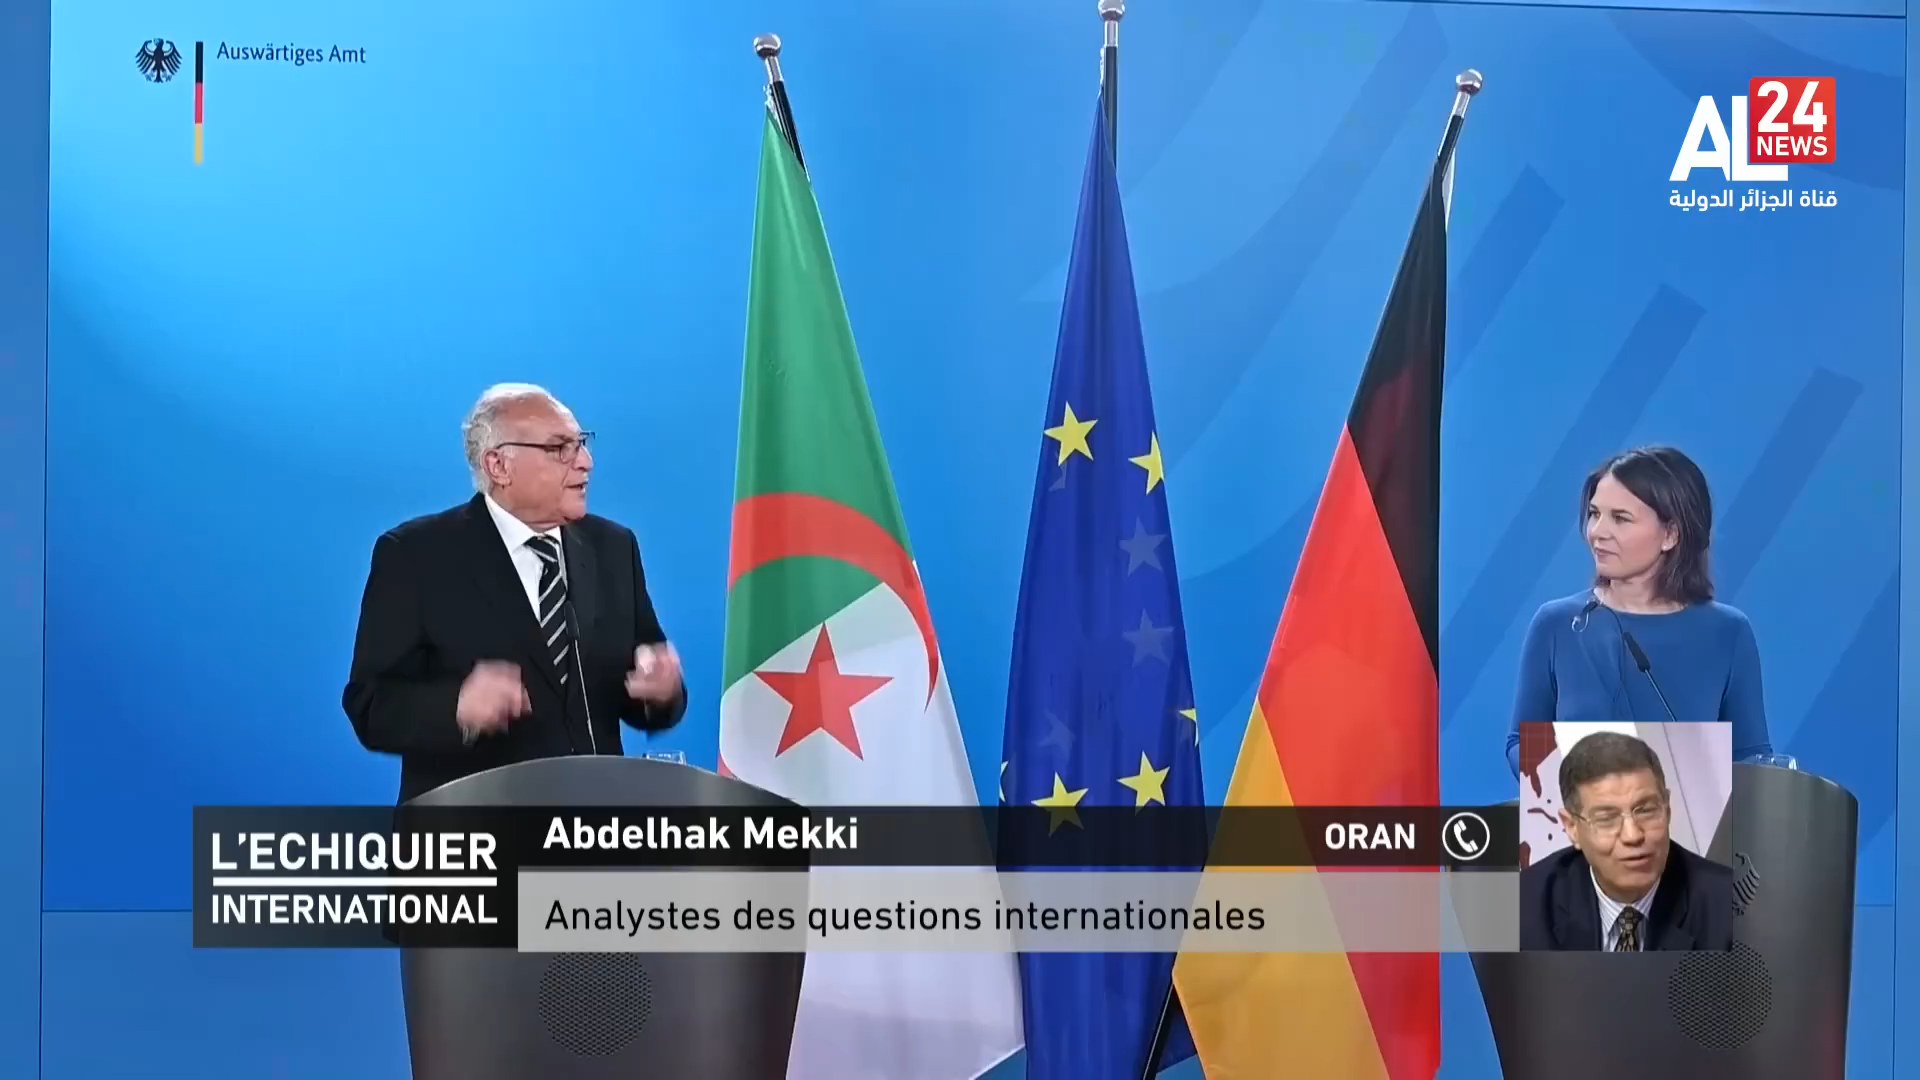 Auswärtiges Amt
AL
24
NEWS
قناة الجزائر الدولية
L'ECHIQUIER
INTERNATIONAL
Abdelhak Mekki
ORAN
Analystes des questions internationales